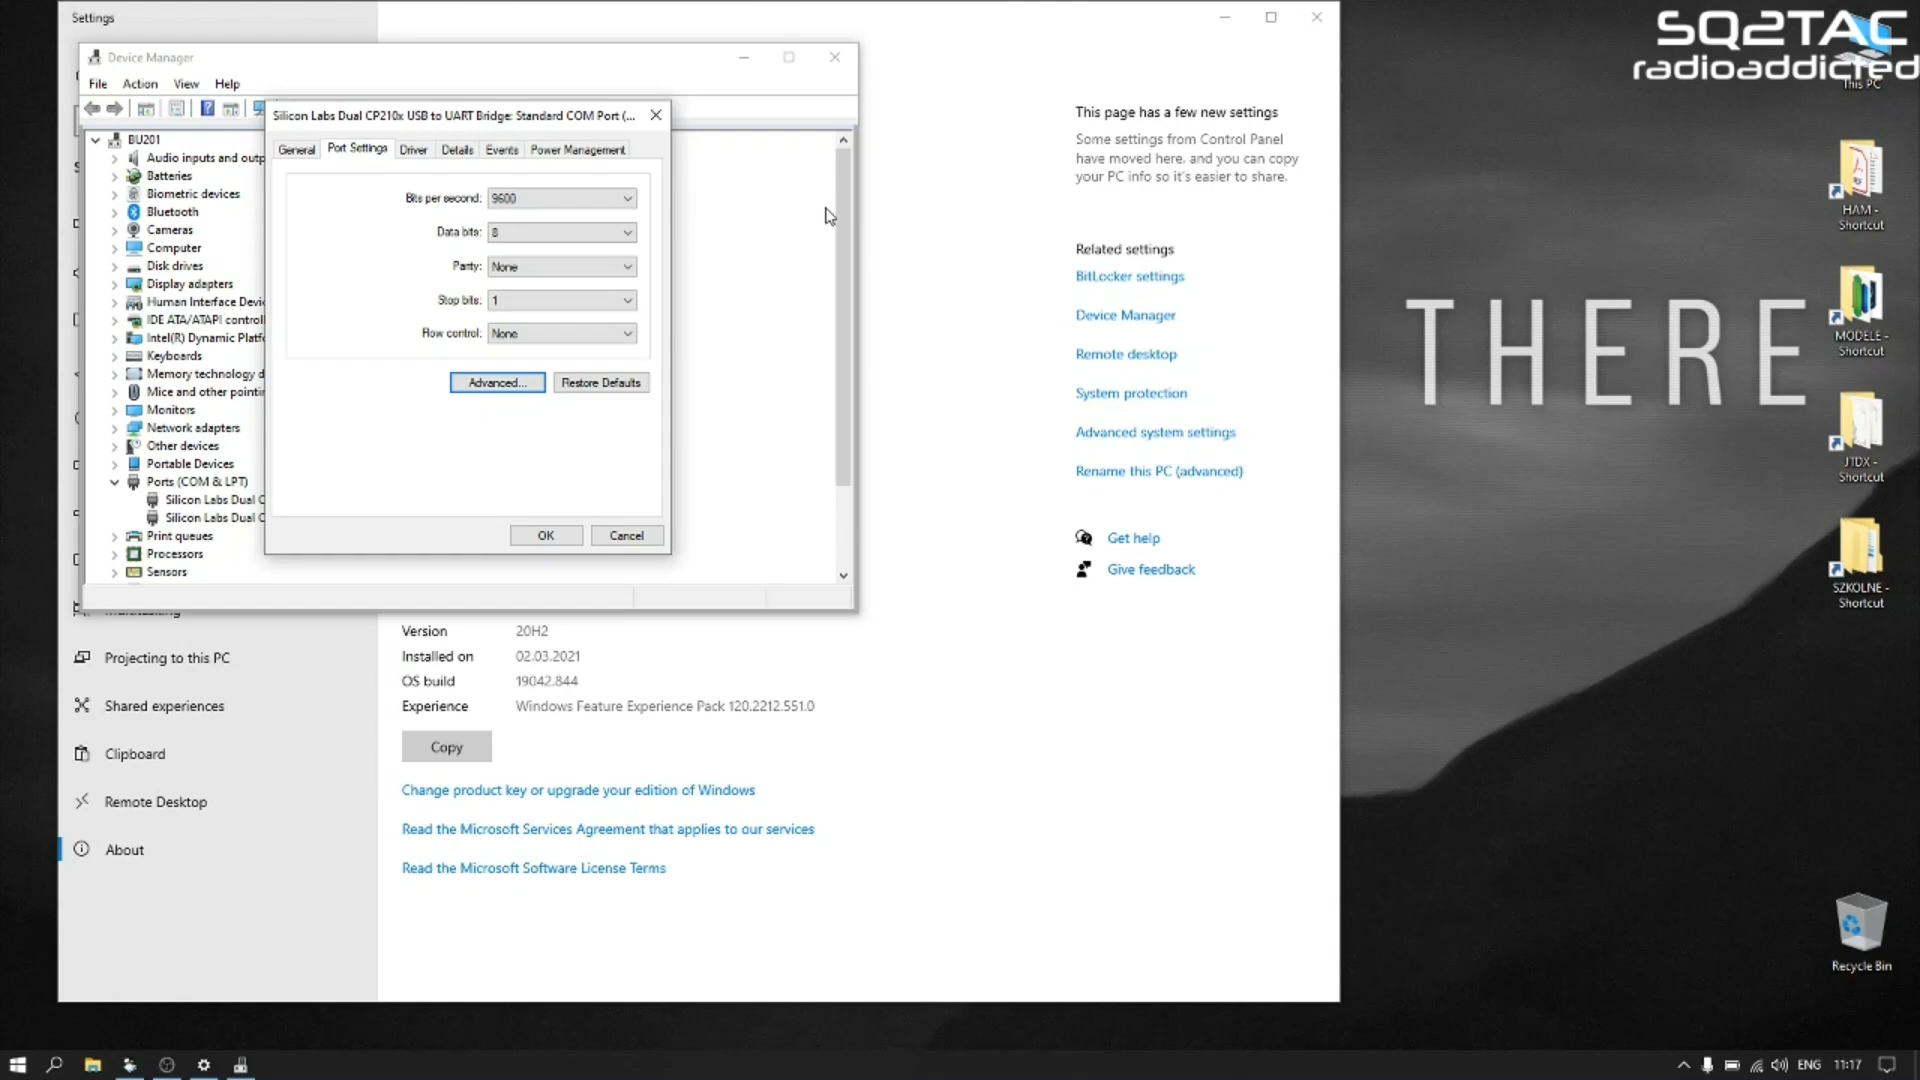 Settings
Device Manager
File Action View Help
BU201
Audio inputs and outp
Batteries
Biometric devices
Bluetooth
Cameras
Computer
Disk drives
Display adapters
Human Interface Devi
IDE ATA/ATAPI controll
Intel(R) Dynamic Platfo
Keyboards
Memory technology d
Mice and other pointin
Monitors
Network adapters
Other devices
Portable Devices
Ports (COM & LPT)
Silicon Labs Dual C
Silicon Labs Dual C
Print queues
Processors
Sensors
Silicon Labs Dual CP210x USB to UART Bridge: Standard COM Port (...
General Port Settings Driver Details Events Power Management
Bits per second: 9600
Data bits: 8
Parity: None
Stop bits: 1
Flow control: None
Advanced... Restore Defaults
OK Cancel
Multitasking
Projecting to this PC
Shared experiences
Clipboard
Remote Desktop
About
Version 20H2
Installed on 02.03.2021
OS build 19042.844
Experience Windows Feature Experience Pack 120.2212.551.0
Copy
Change product key or upgrade your edition of Windows
Read the Microsoft Services Agreement that applies to our services
Read the Microsoft Software License Terms
This page has a few new settings
Some settings from Control Panel
have moved here, and you can copy
your PC info so it's easier to share.
Related settings
BitLocker settings
Device Manager
Remote desktop
System protection
Advanced system settings
Rename this PC (advanced)
Get help
Give feedback
THERE
SQ2TAC
radioaddicted
This PC
HAM -
Shortcut
MODELE -
Shortcut
JTDX -
Shortcut
SZKOLNE -
Shortcut
Recycle Bin
ENG 11:17